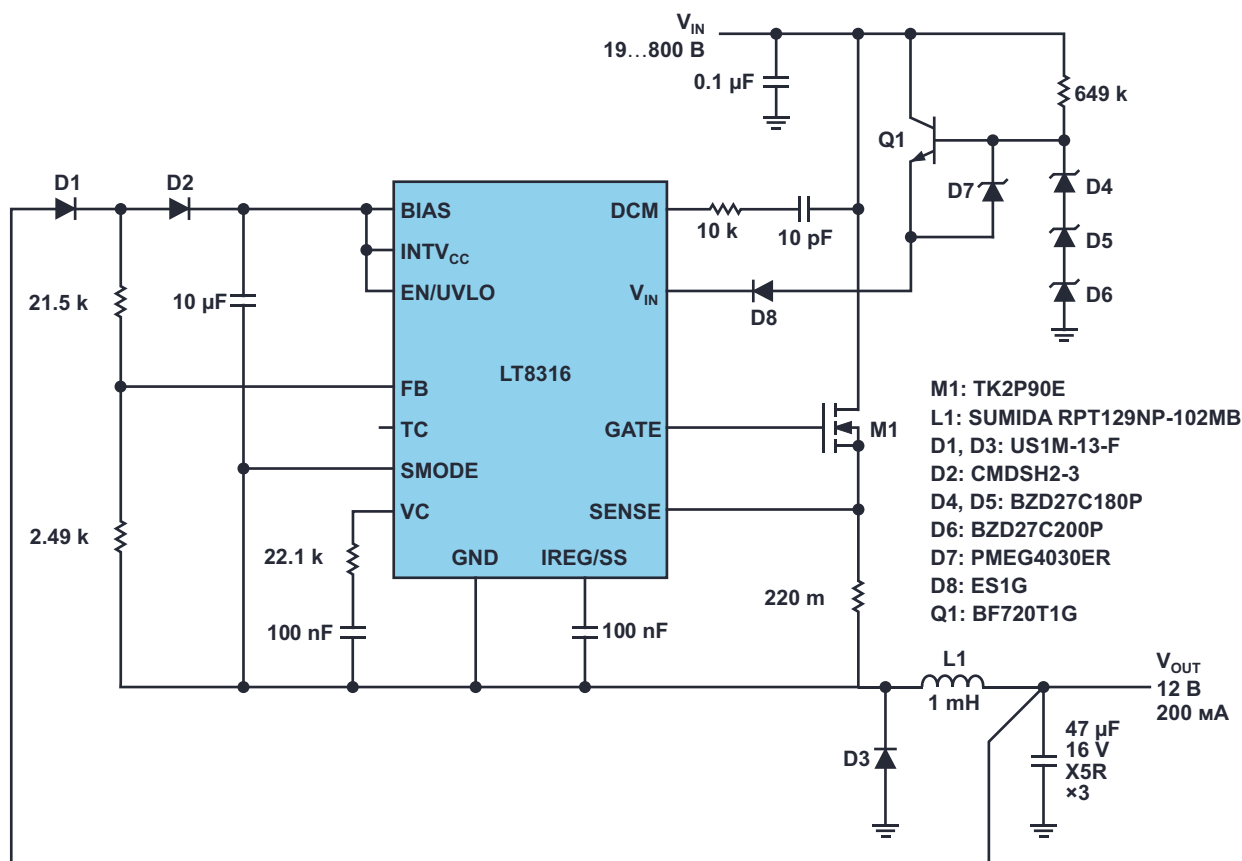 V_IN
19...800 В
0.1 µF
649 k
Q1
D7
D4
D5
D6
D1
D2
BIAS
DCM
10 k
10 pF
INTV_CC
EN/UVLO
V_IN
D8
21.5 k
10 µF
LT8316
FB
TC
GATE
M1
SMODE
VC
SENSE
2.49 k
22.1 k
GND
IREG/SS
220 m
100 nF
100 nF
M1: TK2P90E
L1: SUMIDA RPT129NP-102MB
D1, D3: US1M-13-F
D2: CMDSH2-3
D4, D5: BZD27C180P
D6: BZD27C200P
D7: PMEG4030ER
D8: ES1G
Q1: BF720T1G
L1
1 mH
V_OUT
12 В
200 мА
D3
47 µF
16 V
X5R
×3